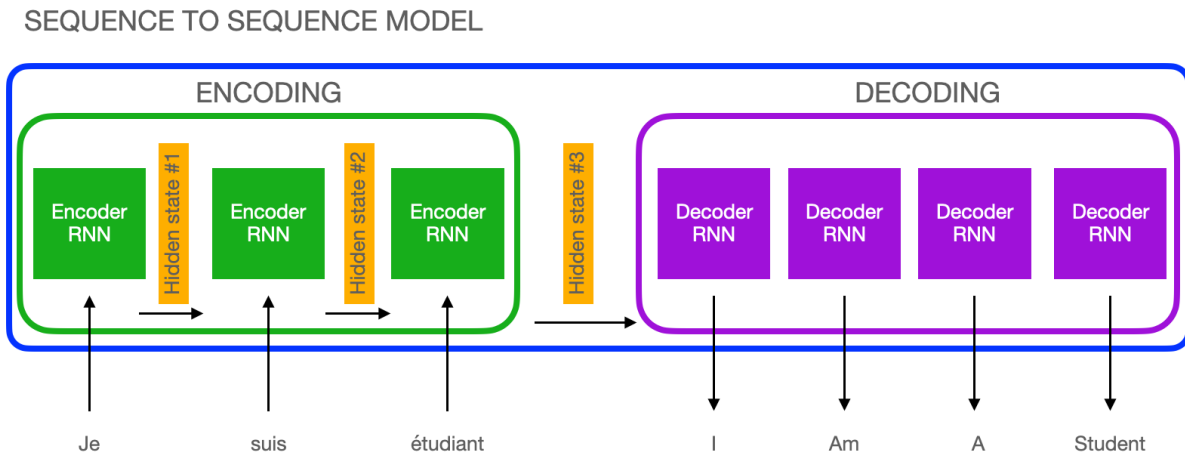 SEQUENCE TO SEQUENCE MODEL
ENCODING
DECODING
Encoder
RNN
Hidden state #1
Encoder
RNN
Hidden state #2
Encoder
RNN
Hidden state #3
Decoder
RNN
Decoder
RNN
Decoder
RNN
Decoder
RNN
Je
suis
étudiant
I
Am
A
Student